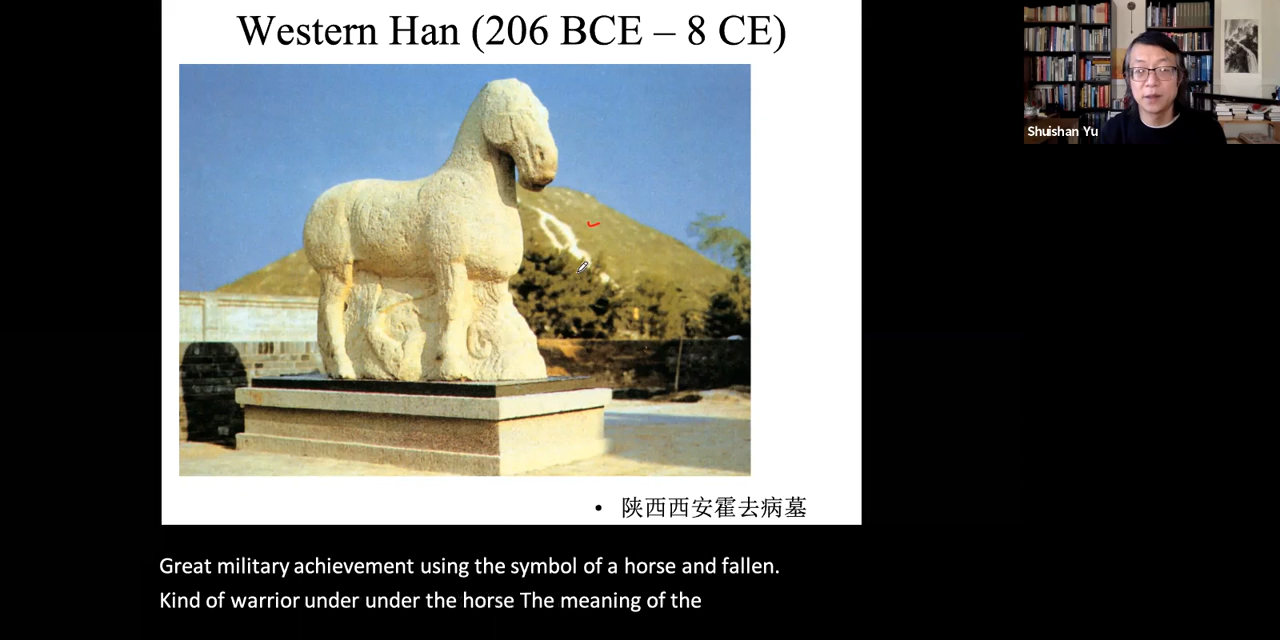 Western Han (206 BCE – 8 CE)
Shuishan Yu
• 陕西西安霍去病墓
Great military achievement using the symbol of a horse and fallen.
Kind of warrior under under the horse The meaning of the